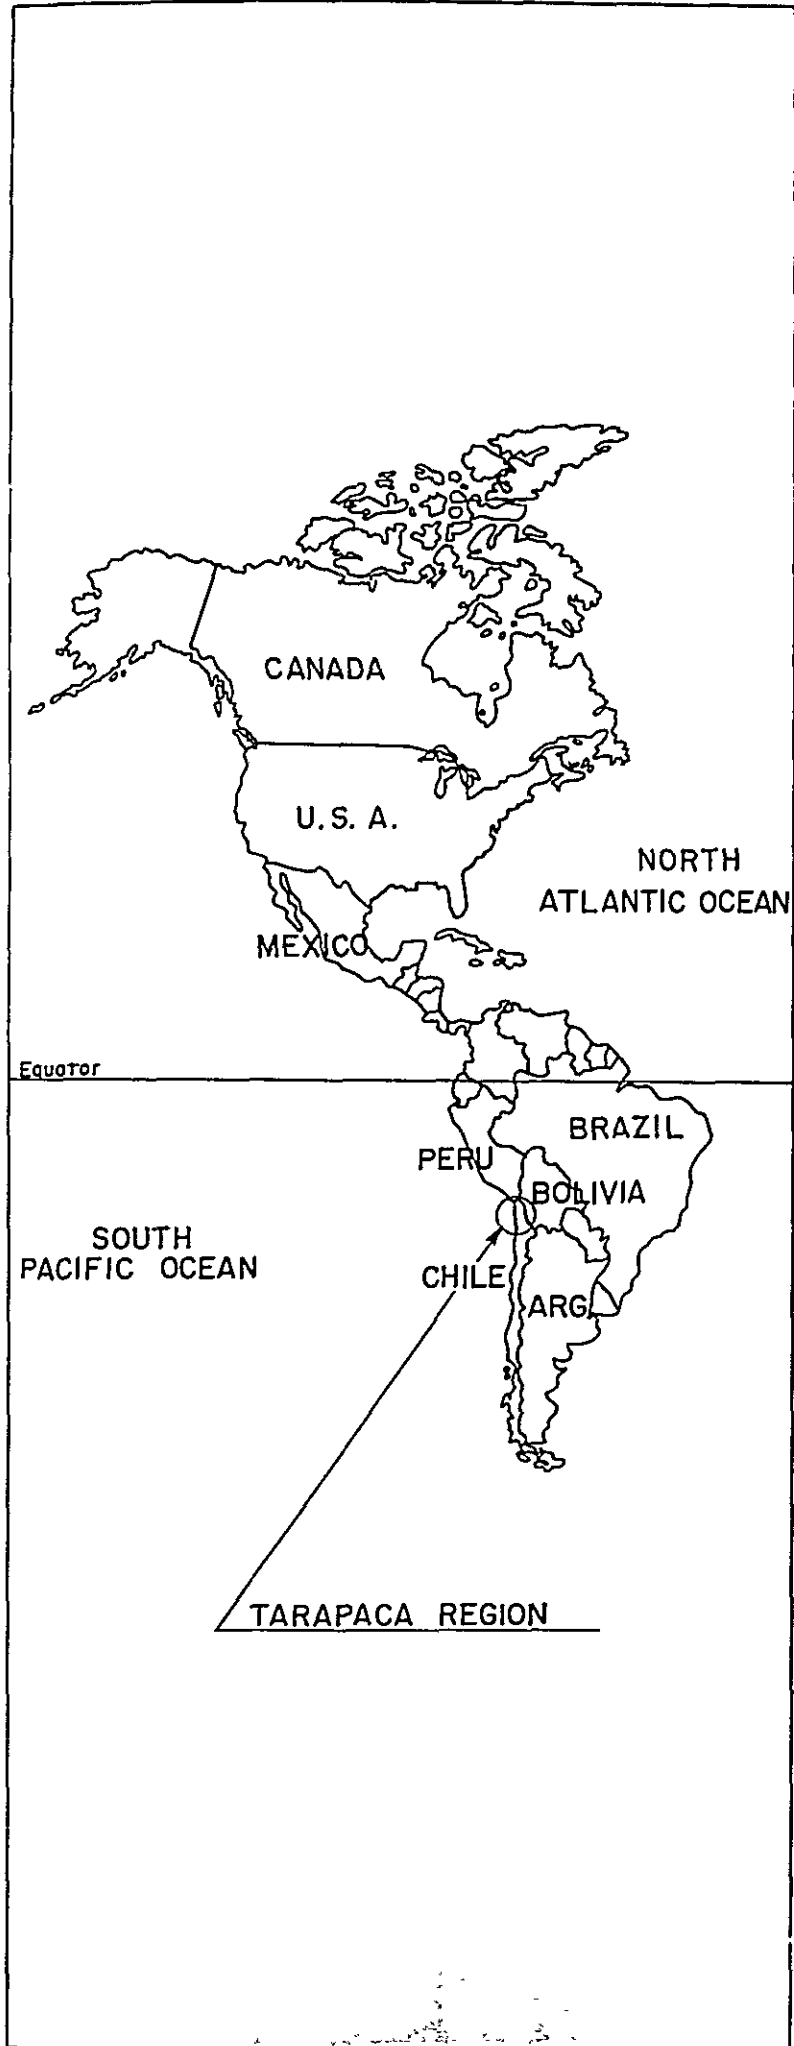 CANADA
U. S. A.
NORTH
ATLANTIC OCEAN
MEXICO
Equator
BRAZIL
PERU
BOLIVIA
SOUTH
PACIFIC OCEAN
CHILE
ARG.
TARAPACA REGION